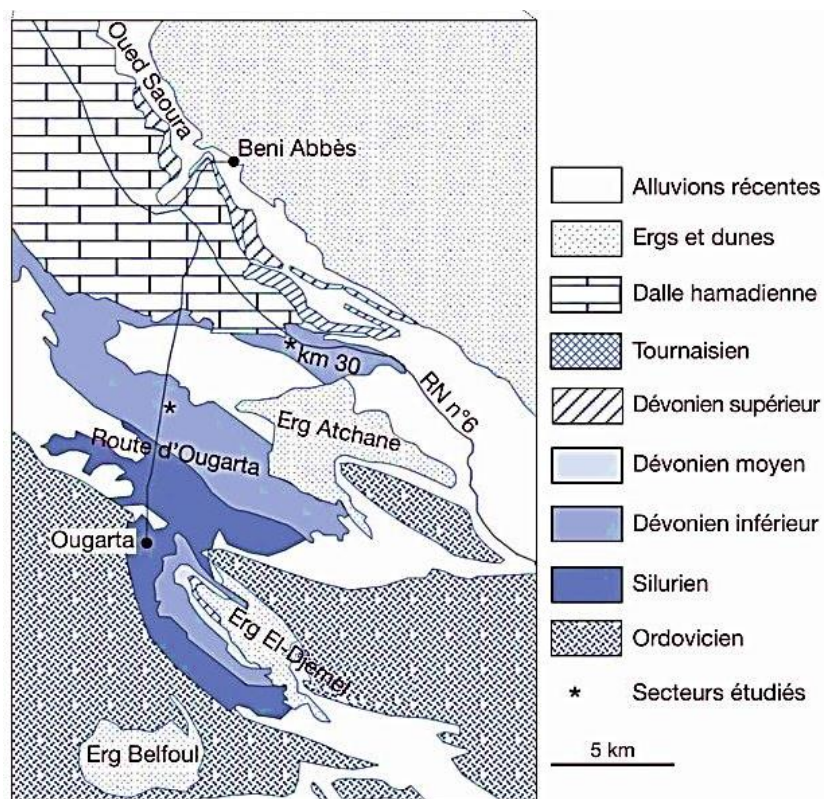 Oued Saoura
Beni Abbès
km 30
RN n°6
Erg Atchane
Route d'Ougarta
Ougarta
Erg El-Djemel
Erg Belfoul
Alluvions récentes
Ergs et dunes
Dalle hamadienne
Tournaisien
Dévonien supérieur
Dévonien moyen
Dévonien inférieur
Silurien
Ordovicien
* Secteurs étudiés
5 km